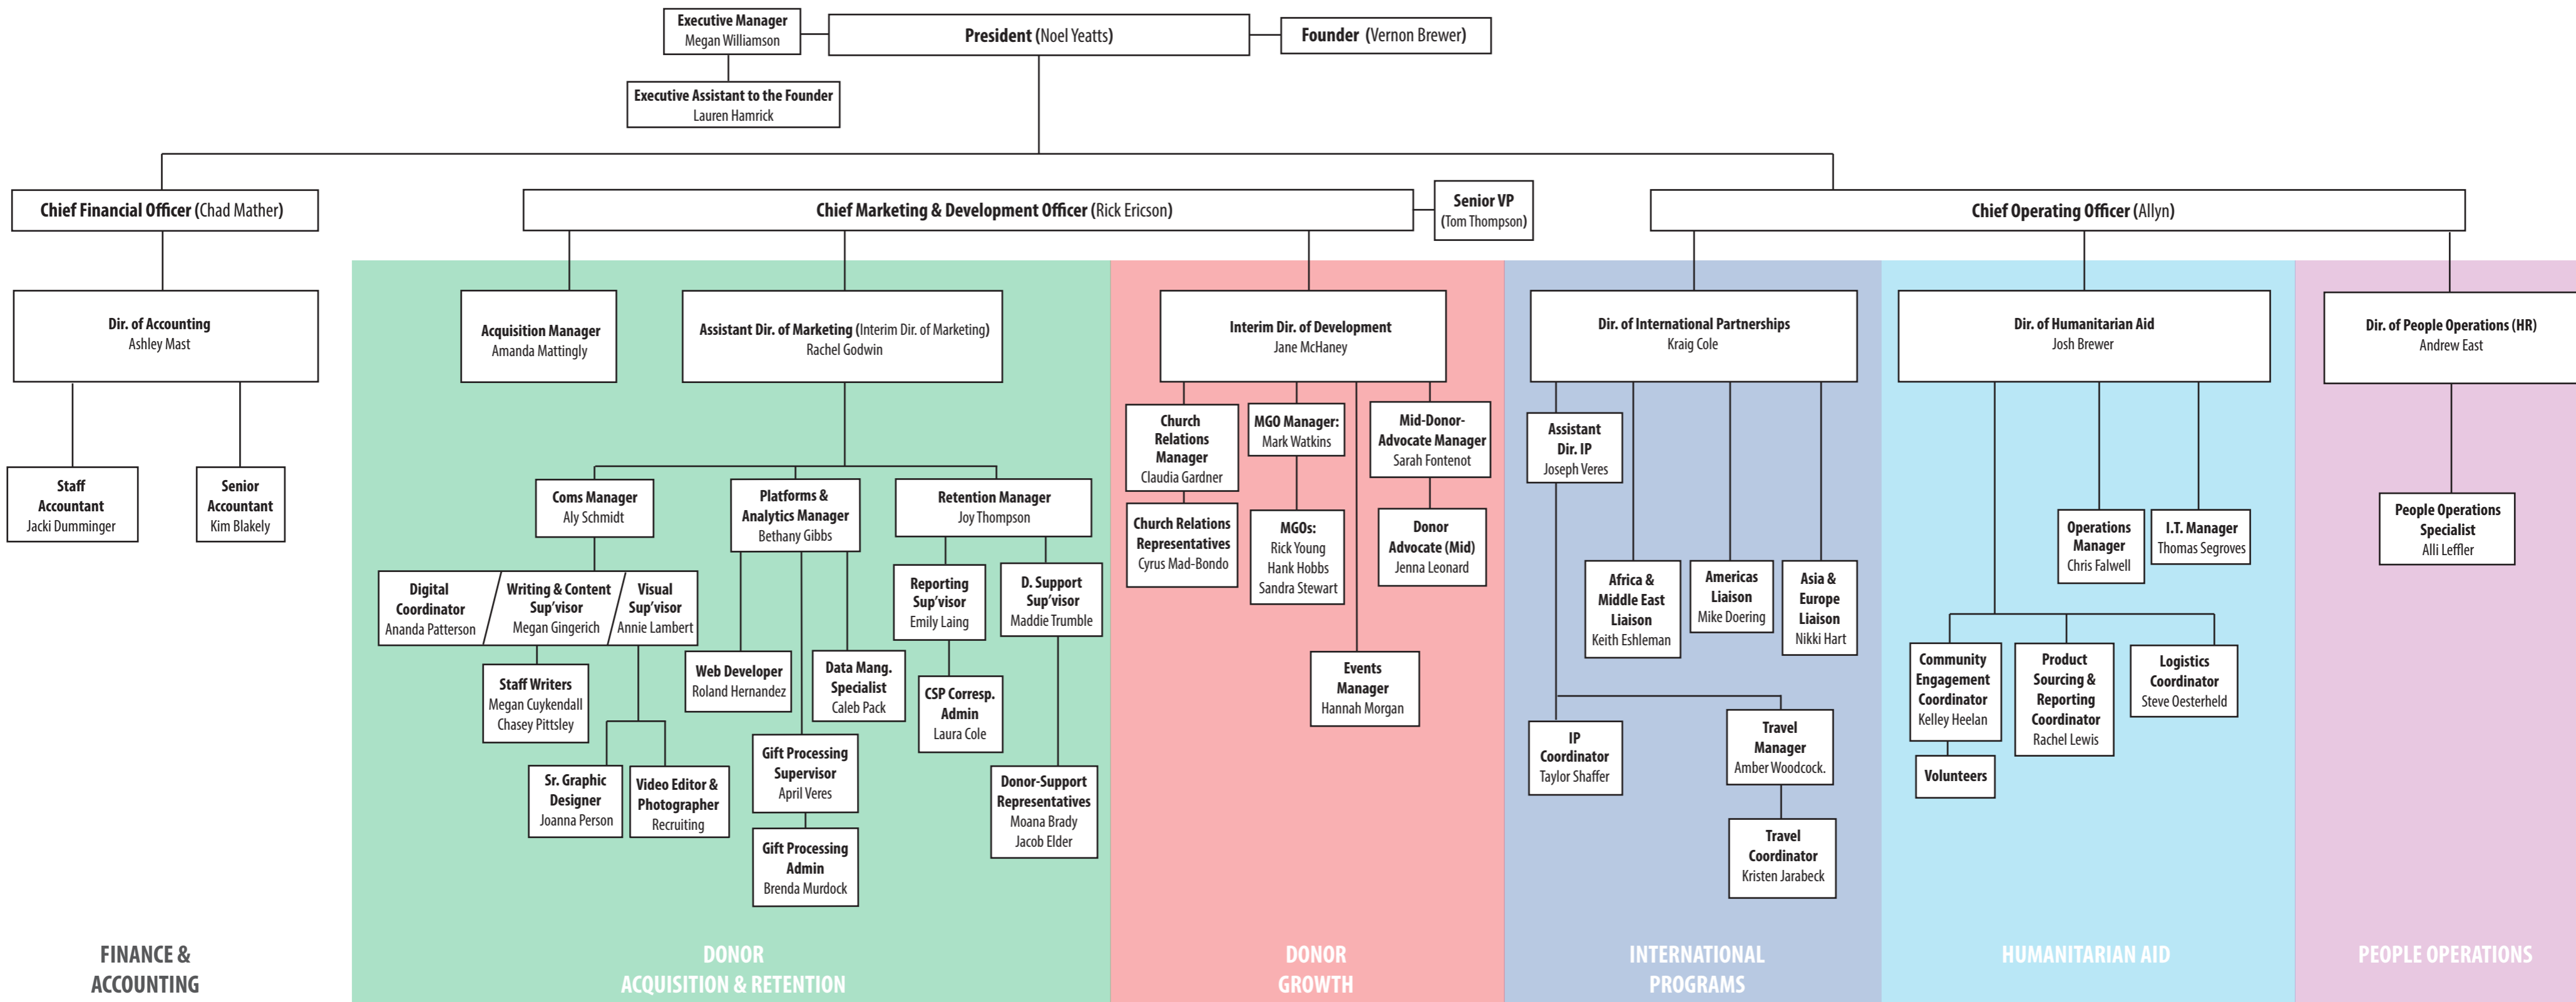 Executive Manager
Megan Williamson
President (Noel Yeatts)
Founder (Vernon Brewer)
Executive Assistant to the Founder
Lauren Hamrick
Chief Financial Officer (Chad Mather)
Chief Marketing & Development Officer (Rick Ericson)
Senior VP
(Tom Thompson)
Chief Operating Officer (Allyn)
Dir. of Accounting
Ashley Mast
Staff
Accountant
Jacki Dumminger
Senior
Accountant
Kim Blakely
Acquisition Manager
Amanda Mattingly
Assistant Dir. of Marketing (Interim Dir. of Marketing)
Rachel Godwin
Coms Manager
Aly Schmidt
Platforms &
Analytics Manager
Bethany Gibbs
Retention Manager
Joy Thompson
Digital
Coordinator
Ananda Patterson
Writing & Content
Sup'visor
Megan Gingerich
Visual
Sup'visor
Annie Lambert
Staff Writers
Megan Cuykendall
Chasey Pittsley
Sr. Graphic
Designer
Joanna Person
Video Editor &
Photographer
Recruiting
Web Developer
Roland Hernandez
Data Mang.
Specialist
Caleb Pack
Gift Processing
Supervisor
April Veres
Gift Processing
Admin
Brenda Murdock
Reporting
Sup'visor
Emily Laing
D. Support
Sup'visor
Maddie Trumble
CSP Corresp.
Admin
Laura Cole
Donor-Support
Representatives
Moana Brady
Jacob Elder
Interim Dir. of Development
Jane McHaney
Church
Relations
Manager
Claudia Gardner
MGO Manager:
Mark Watkins
Mid-Donor-
Advocate Manager
Sarah Fontenot
Church Relations
Representatives
Cyrus Mad-Bondo
MGOs:
Rick Young
Hank Hobbs
Sandra Stewart
Donor
Advocate (Mid)
Jenna Leonard
Events
Manager
Hannah Morgan
Dir. of International Partnerships
Kraig Cole
Assistant
Dir. IP
Joseph Veres
Africa &
Middle East
Liaison
Keith Eshleman
Americas
Liaison
Mike Doering
Asia &
Europe
Liaison
Nikki Hart
IP
Coordinator
Taylor Shaffer
Travel
Manager
Amber Woodcock.
Travel
Coordinator
Kristen Jarabeck
Dir. of Humanitarian Aid
Josh Brewer
Operations
Manager
Chris Falwell
I.T. Manager
Thomas Segroves
Community
Engagement
Coordinator
Kelley Heelan
Product
Sourcing &
Reporting
Coordinator
Rachel Lewis
Logistics
Coordinator
Steve Oesterheld
Volunteers
Dir. of People Operations (HR)
Andrew East
People Operations
Specialist
Alli Leffler
FINANCE &
ACCOUNTING
DONOR
ACQUISITION & RETENTION
DONOR
GROWTH
INTERNATIONAL
PROGRAMS
HUMANITARIAN AID
PEOPLE OPERATIONS